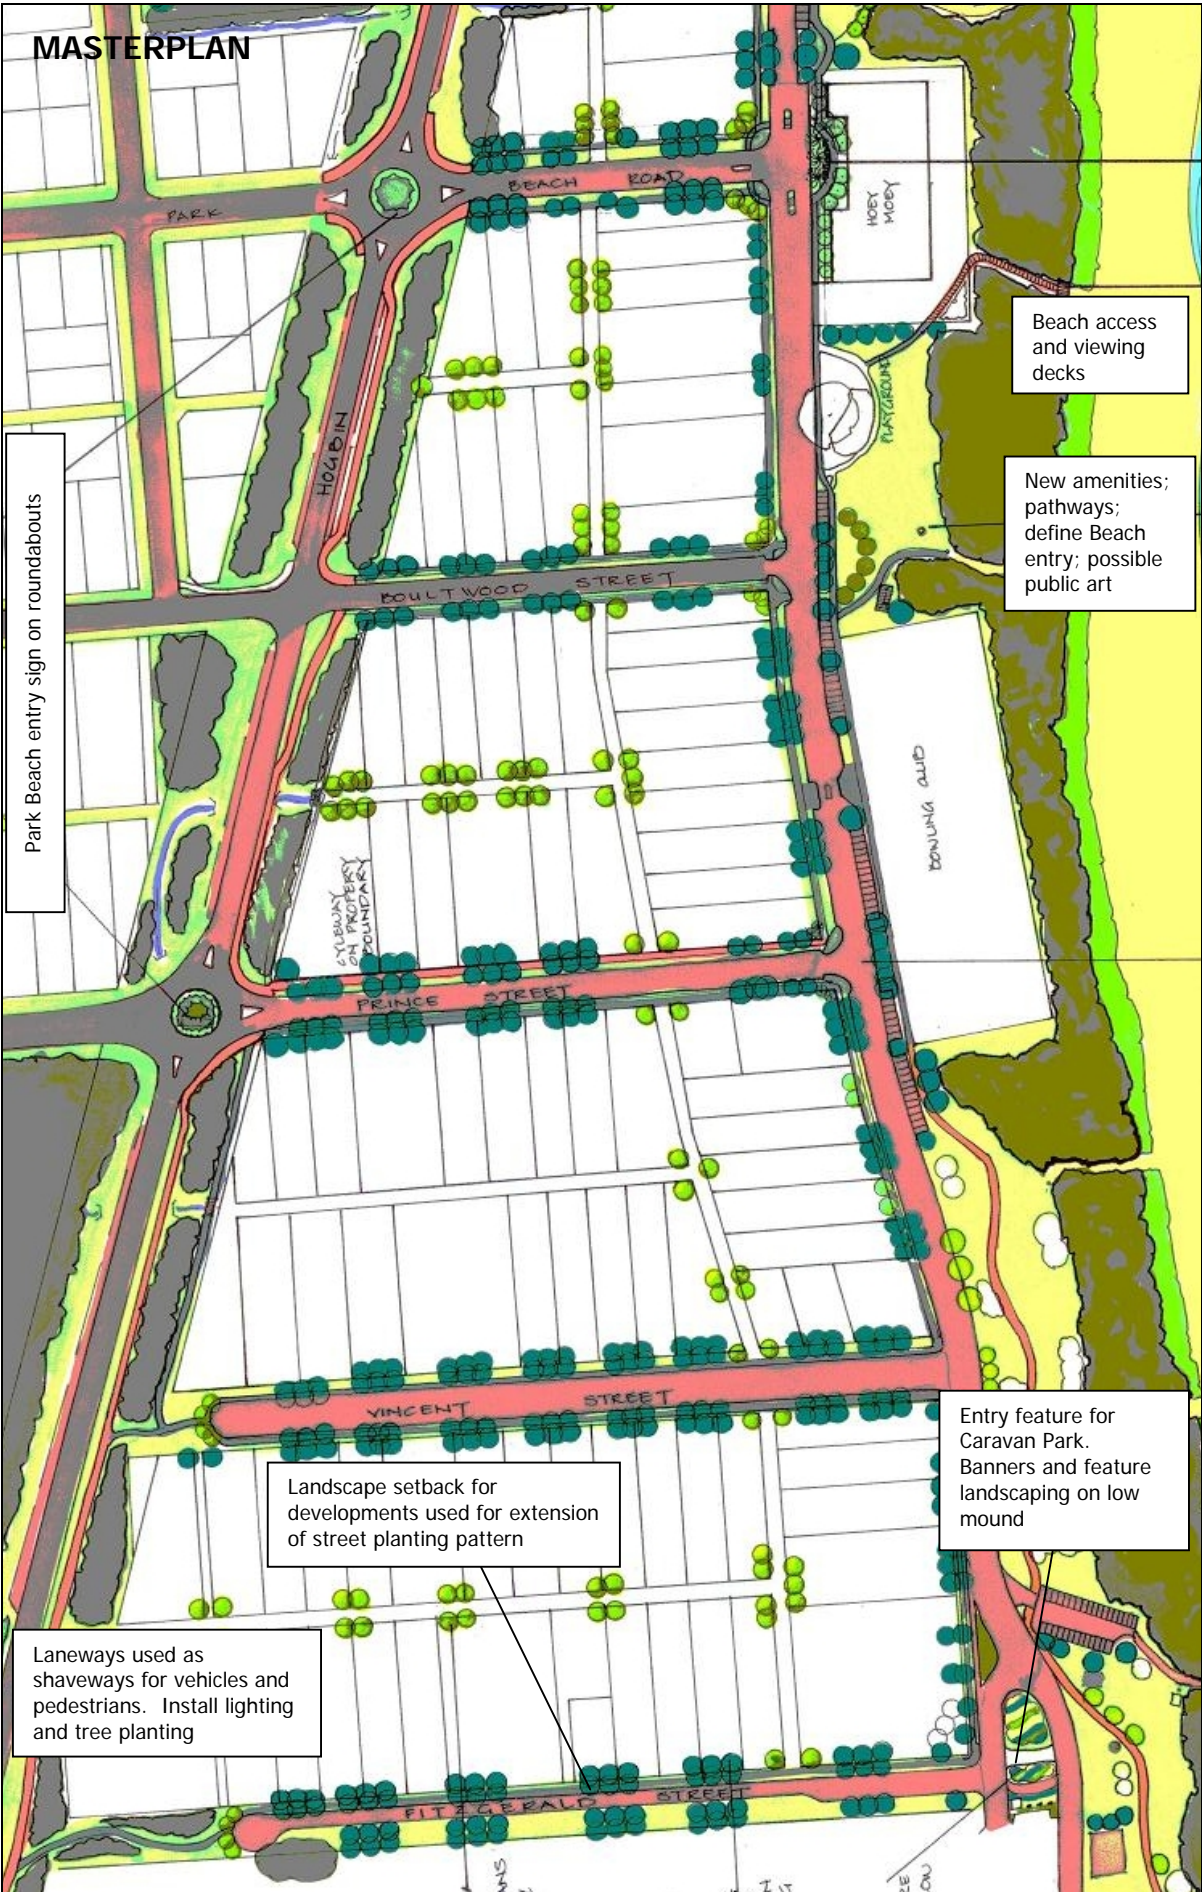 MASTERPLAN
BEACH ROAD
PARK
HOEY
MOEY
Beach access
and viewing
decks
PLAYGROUND
HOGBIN
Park Beach entry sign on roundabouts
New amenities;
pathways;
define Beach
entry; possible
public art
BOULTWOOD STREET
BOWLING CLUB
CYLEWAY
ON PROPERTY
BOUNDARY
PRINCE STREET
VINCENT STREET
Entry feature for
Caravan Park.
Banners and feature
landscaping on low
mound
Landscape setback for
developments used for extension
of street planting pattern
Laneways used as
shaveways for vehicles and
pedestrians. Install lighting
and tree planting
FITZGERALD STREET